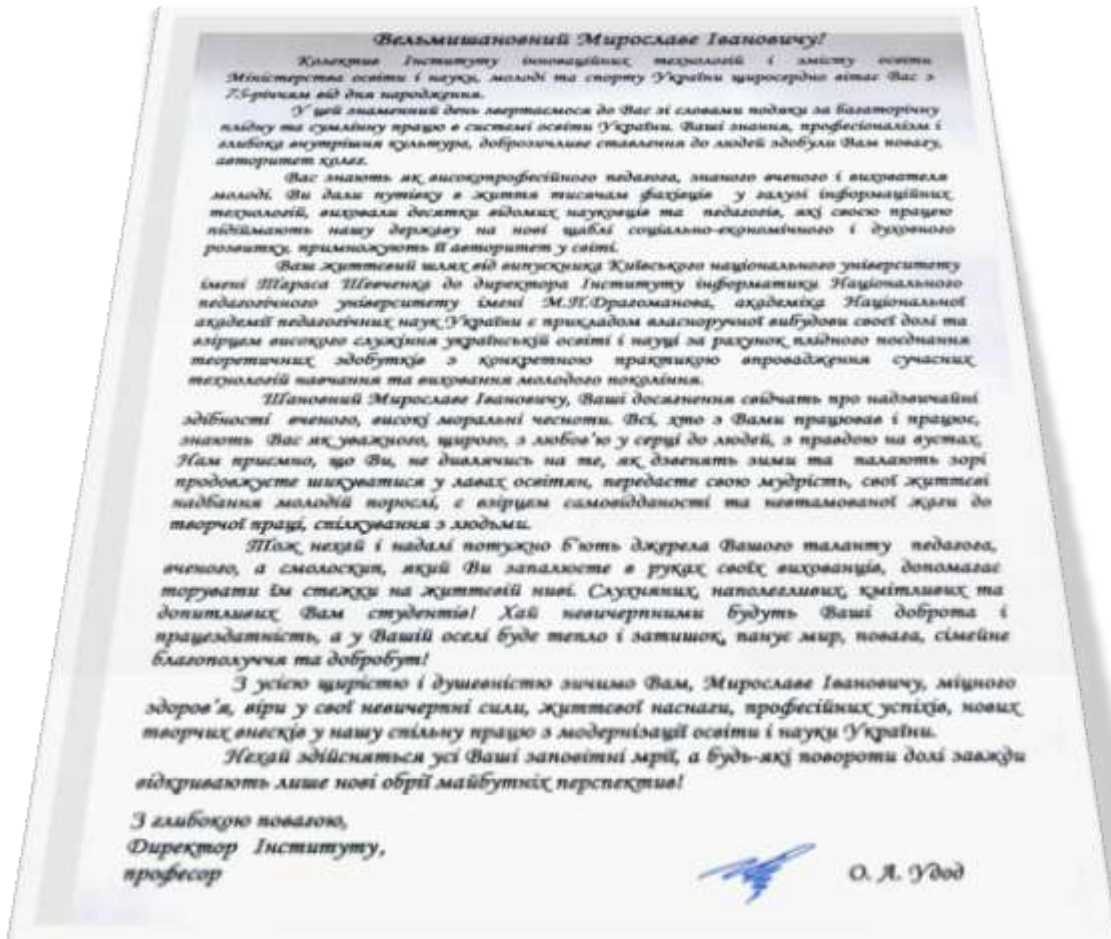 Вельмишановний Мирославе Івановичу!
Колектив Інституту інноваційних технологій і змісту освіти
Міністерства освіти і науки, молоді та спорту України щиросердно вітає Вас з
75-річчям від дня народження.
У цей знаменний день звертаємося до Вас зі словами подяки за багаторічну
плідну та сумлінну працю в системі освіти України. Ваші знання, професіоналізм і
глибока внутрішня культура, доброзичливе ставлення до людей здобули Вам повагу,
авторитет колег.
Вас знають як високопрофесійного педагога, знаного вченого і вихователя
молоді. Ви дали путівку в життя тисячам фахівців у галузі інформаційних
технологій, виховали десятки відомих науковців та педагогів, які своєю працею
підіймають нашу державу на нові щаблі соціально-економічного і духовного
розвитку, примножують її авторитет у світі.
Ваш життєвий шлях від випускника Київського національного університету
імені Тараса Шевченка до директора Інституту інформатики Національного
педагогічного університету імені М.П.Драгоманова, академіка Національної
академії педагогічних наук України є прикладом власноручної вибудови своєї долі та
взірцем високого служіння українській освіті і науці за рахунок плідного поєднання
теоретичних здобутків з конкретною практикою впровадження сучасних
технологій навчання та виховання молодого покоління.
Шановний Мирославе Івановичу, Ваші досягнення свідчать про надзвичайні
здібності вченого, високі моральні чесноти. Всі, хто з Вами працював і працює,
знають Вас як уважного, щирого, з любов'ю у серці до людей, з правдою на вустах.
Нам приємно, що Ви, не дивлячись на те, як дзвенять зими та палають зорі
продовжуєте шикуватися у лавах освітян, передаєте свою мудрість, свої життєві
надбання молодій порослі, є взірцем самовідданості та невтамованої жаги до
творчої праці, спілкування з людьми.
Тож нехай і надалі потужно б'ють джерела Вашого таланту педагога,
вченого, а смолоскип, який Ви запалюєте в руках своїх вихованців, допомагає
торувати їм стежки на життєвій ниві. Слухняних, наполегливих, кмітливих та
допитливих Вам студентів! Хай невичерпними будуть Ваші доброта і
працездатність, а у Вашій оселі буде тепло і затишок, панує мир, повага, сімейне
благополуччя та добробут!
З усією щирістю і душевністю зичимо Вам, Мирославе Івановичу, міцного
здоров'я, віри у свої невичерпні сили, життєвої наснаги, професійних успіхів, нових
творчих внесків у нашу спільну працю з модернізації освіти і науки України.
Нехай здійсняться усі Ваші заповітні мрії, а будь-які повороти долі завжди
відкривають лише нові обрії майбутніх перспектив!
З глибокою повагою,
Директор Інституту,
професор О. А. Удод